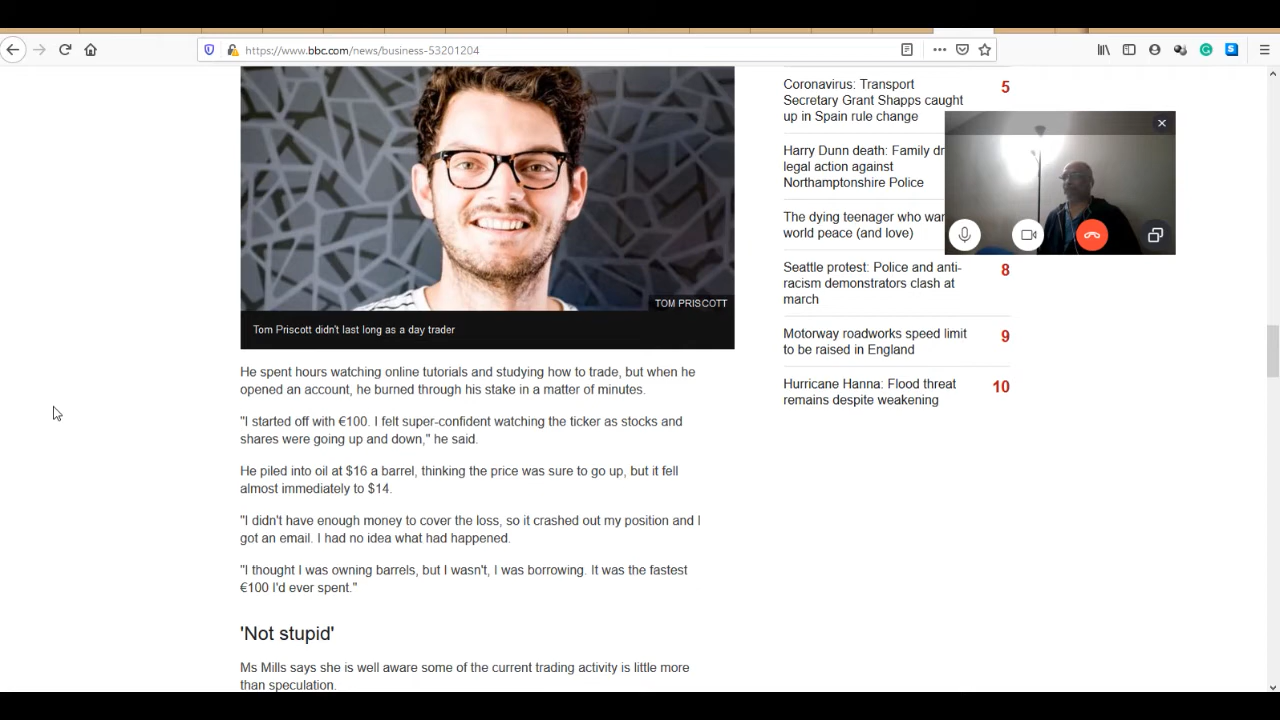 https://www.bbc.com/news/business-53201204
TOM PRISCOTT
Tom Priscott didn't last long as a day trader
He spent hours watching online tutorials and studying how to trade, but when he
opened an account, he burned through his stake in a matter of minutes.
"I started off with €100. I felt super-confident watching the ticker as stocks and
shares were going up and down," he said.
He piled into oil at $16 a barrel, thinking the price was sure to go up, but it fell
almost immediately to $14.
"I didn't have enough money to cover the loss, so it crashed out my position and I
got an email. I had no idea what had happened.
"I thought I was owning barrels, but I wasn't, I was borrowing. It was the fastest
€100 I'd ever spent."
'Not stupid'
Ms Mills says she is well aware some of the current trading activity is little more
than speculation.
Coronavirus: Transport
Secretary Grant Shapps caught
up in Spain rule change
5
Harry Dunn death: Family
legal action against
Northamptonshire Police
The dying teenager who
world peace (and love)
Seattle protest: Police and anti-
racism demonstrators clash at
march
8
Motorway roadworks speed limit
to be raised in England
9
Hurricane Hanna: Flood threat
remains despite weakening
10